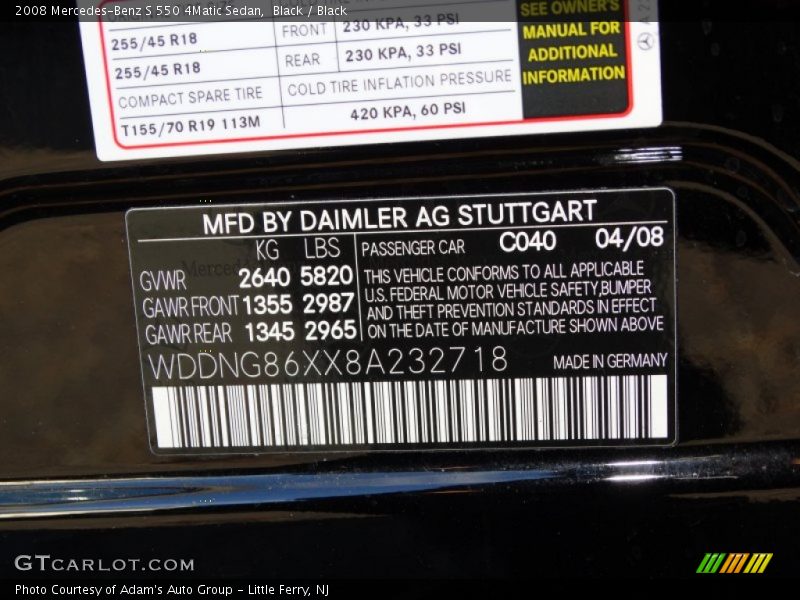 2008 Mercedes-Benz S 550 4Matic Sedan, Black / Black
FRONT 230 KPA, 33 PSI
255/45 R18
REAR 230 KPA, 33 PSI
255/45 R18
COMPACT SPARE TIRE COLD TIRE INFLATION PRESSURE
T155/70 R19 113M 420 KPA, 60 PSI
SEE OWNER'S
MANUAL FOR
ADDITIONAL
INFORMATION
MFD BY DAIMLER AG STUTTGART
KG LBS
GVWR 2640 5820
GAWR FRONT 1355 2987
GAWR REAR 1345 2965
PASSENGER CAR C040 04/08
THIS VEHICLE CONFORMS TO ALL APPLICABLE
U.S. FEDERAL MOTOR VEHICLE SAFETY,BUMPER
AND THEFT PREVENTION STANDARDS IN EFFECT
ON THE DATE OF MANUFACTURE SHOWN ABOVE
WDDNG86XX8A232718 MADE IN GERMANY
GTCARLOT.COM
Photo Courtesy of Adam's Auto Group - Little Ferry, NJ